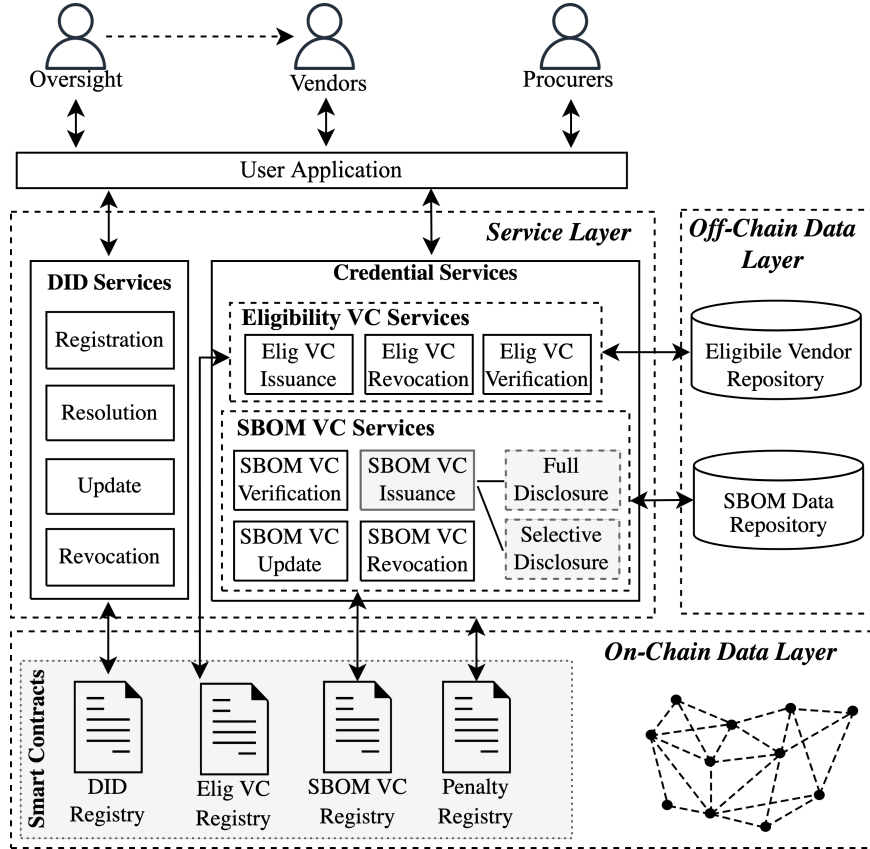 Oversight
Vendors
Procurers
User Application
Service Layer
Off-Chain Data
Layer
DID Services
Registration
Resolution
Update
Revocation
Credential Services
Eligibility VC Services
Elig VC
Issuance
Elig VC
Revocation
Elig VC
Verification
SBOM VC Services
SBOM VC
Verification
SBOM VC
Issuance
Full
Disclosure
SBOM VC
Update
SBOM VC
Revocation
Selective
Disclosure
Eligibile Vendor
Repository
SBOM Data
Repository
On-Chain Data Layer
Smart Contracts
DID
Registry
Elig VC
Registry
SBOM VC
Registry
Penalty
Registry